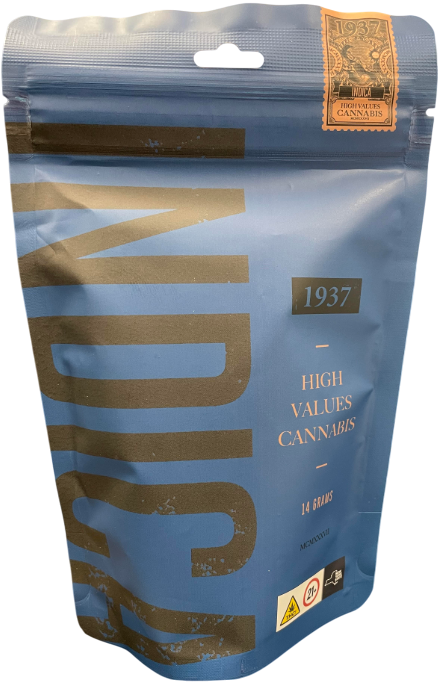 1937
INDICA
HIGH VALUES
CANNABIS
INDICA
1937
HIGH
VALUES
CANNABIS
14 GRAMS
21+